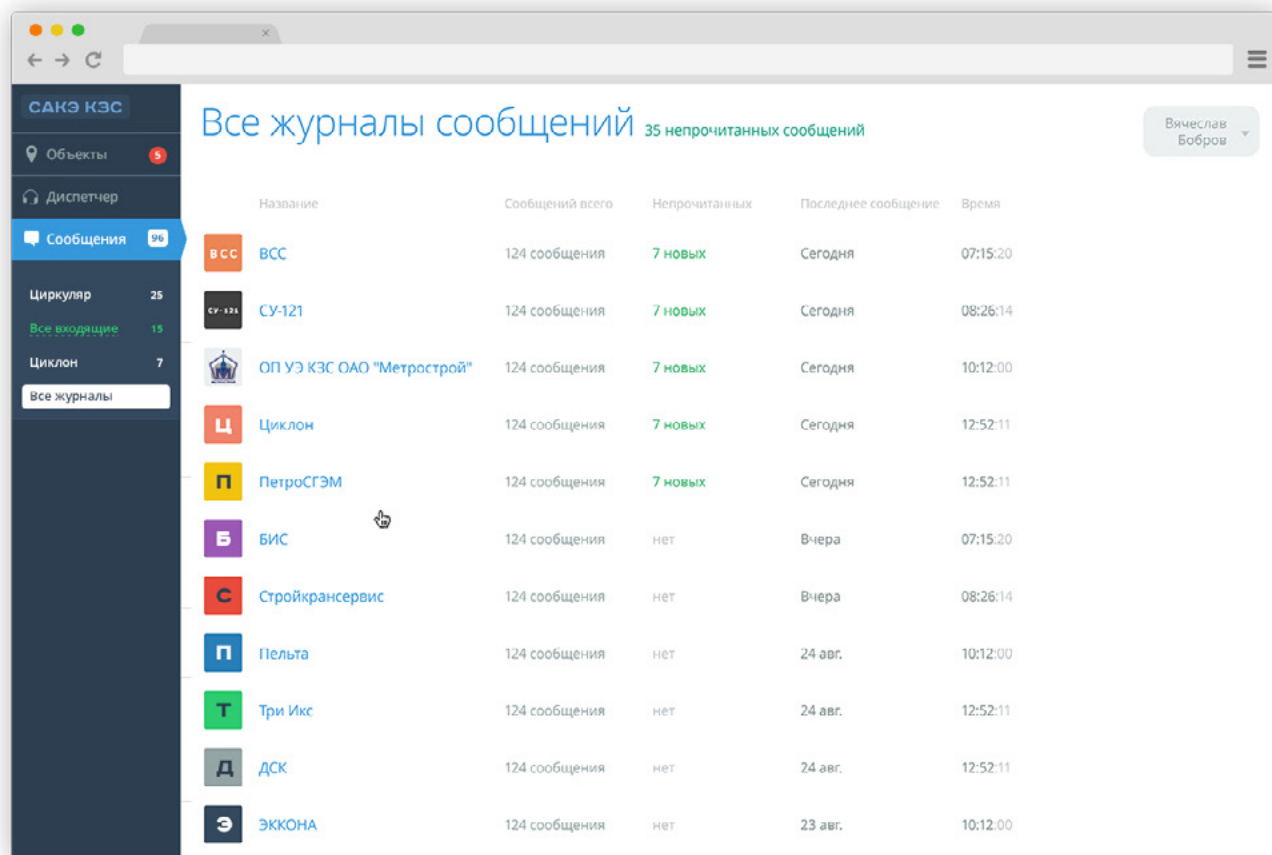 САКЭ КЗС
Объекты 5
Диспетчер
Сообщения 96
Циркуляр 25
Все входящие 15
Циклон 7
Все журналы
Все журналы сообщений 35 непрочитанных сообщений
Вячеслав
Бобров
Название Сообщений всего Непрочитанных Последнее сообщение Время
ВСС ВСС 124 сообщения 7 новых Сегодня 07:15:20
СУ-121 СУ-121 124 сообщения 7 новых Сегодня 08:26:14
ОП УЭ КЗС ОАО "Метрострой" 124 сообщения 7 новых Сегодня 10:12:00
Ц Циклон 124 сообщения 7 новых Сегодня 12:52:11
П ПетроСГЭМ 124 сообщения 7 новых Сегодня 12:52:11
Б БИС 124 сообщения нет Вчера 07:15:20
С Стройкрансервис 124 сообщения нет Вчера 08:26:14
П Пельта 124 сообщения нет 24 авг. 10:12:00
Т Три Икс 124 сообщения нет 24 авг. 12:52:11
Д ДСК 124 сообщения нет 24 авг. 12:52:11
Э ЭККОНА 124 сообщения нет 23 авг. 10:12:00